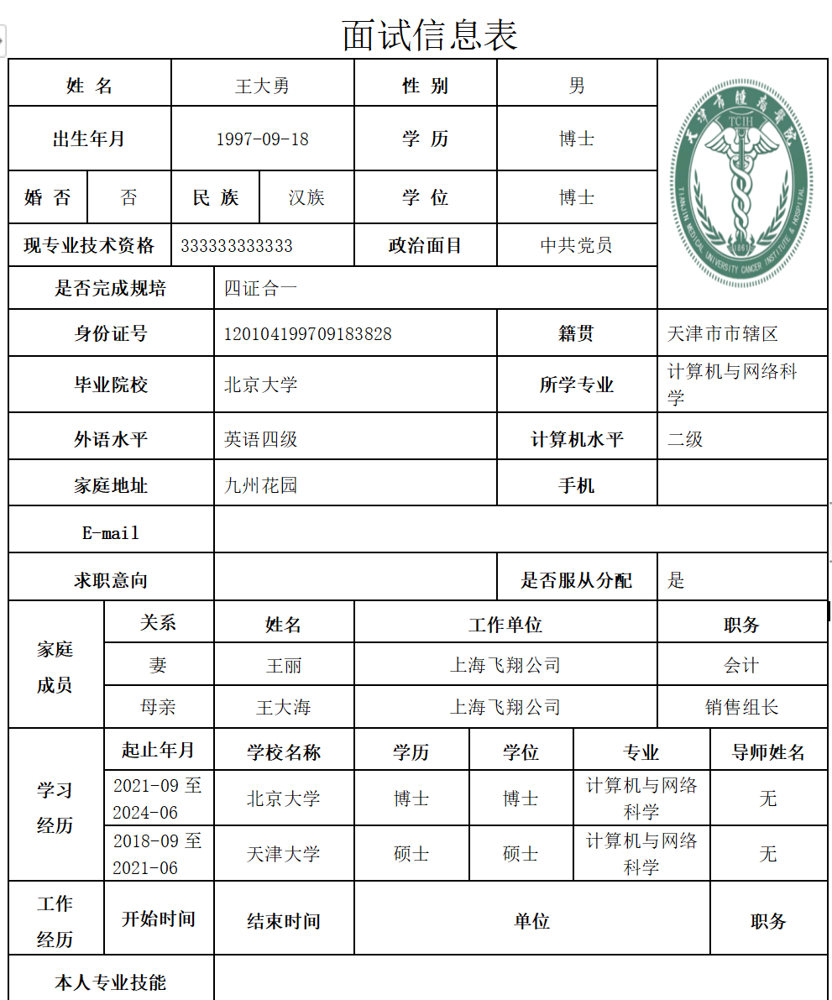 面试信息表
姓 名 王大勇 性 别 男
天津市肿瘤医院
TCIH
TIANJIN MEDICAL UNIVERSITY CANCER INSTITUTE & HOSPITAL
1861
出生年月 1997-09-18 学 历 博士
婚 否 否 民 族 汉族 学 位 博士
现专业技术资格 333333333333 政治面目 中共党员
是否完成规培 四证合一
身份证号 120104199709183828 籍贯 天津市市辖区
毕业院校 北京大学 所学专业 计算机与网络科
学
外语水平 英语四级 计算机水平 二级
家庭地址 九州花园 手机
E-mail
求职意向 是否服从分配 是
家庭
成员
关系 姓名 工作单位 职务
妻 王丽 上海飞翔公司 会计
母亲 王大海 上海飞翔公司 销售组长
学习
经历
起止年月 学校名称 学历 学位 专业 导师姓名
2021-09 至
2024-06
北京大学 博士 博士 计算机与网络
科学
无
2018-09 至
2021-06
天津大学 硕士 硕士 计算机与网络
科学
无
工作
经历
开始时间 结束时间 单位 职务
本人专业技能